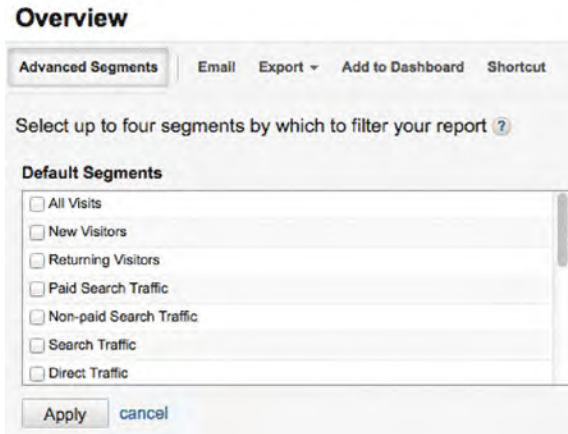 Overview
Advanced Segments Email Export Add to Dashboard Shortcut
Select up to four segments by which to filter your report ?
Default Segments
All Visits
New Visitors
Returning Visitors
Paid Search Traffic
Non-paid Search Traffic
Search Traffic
Direct Traffic
Apply cancel